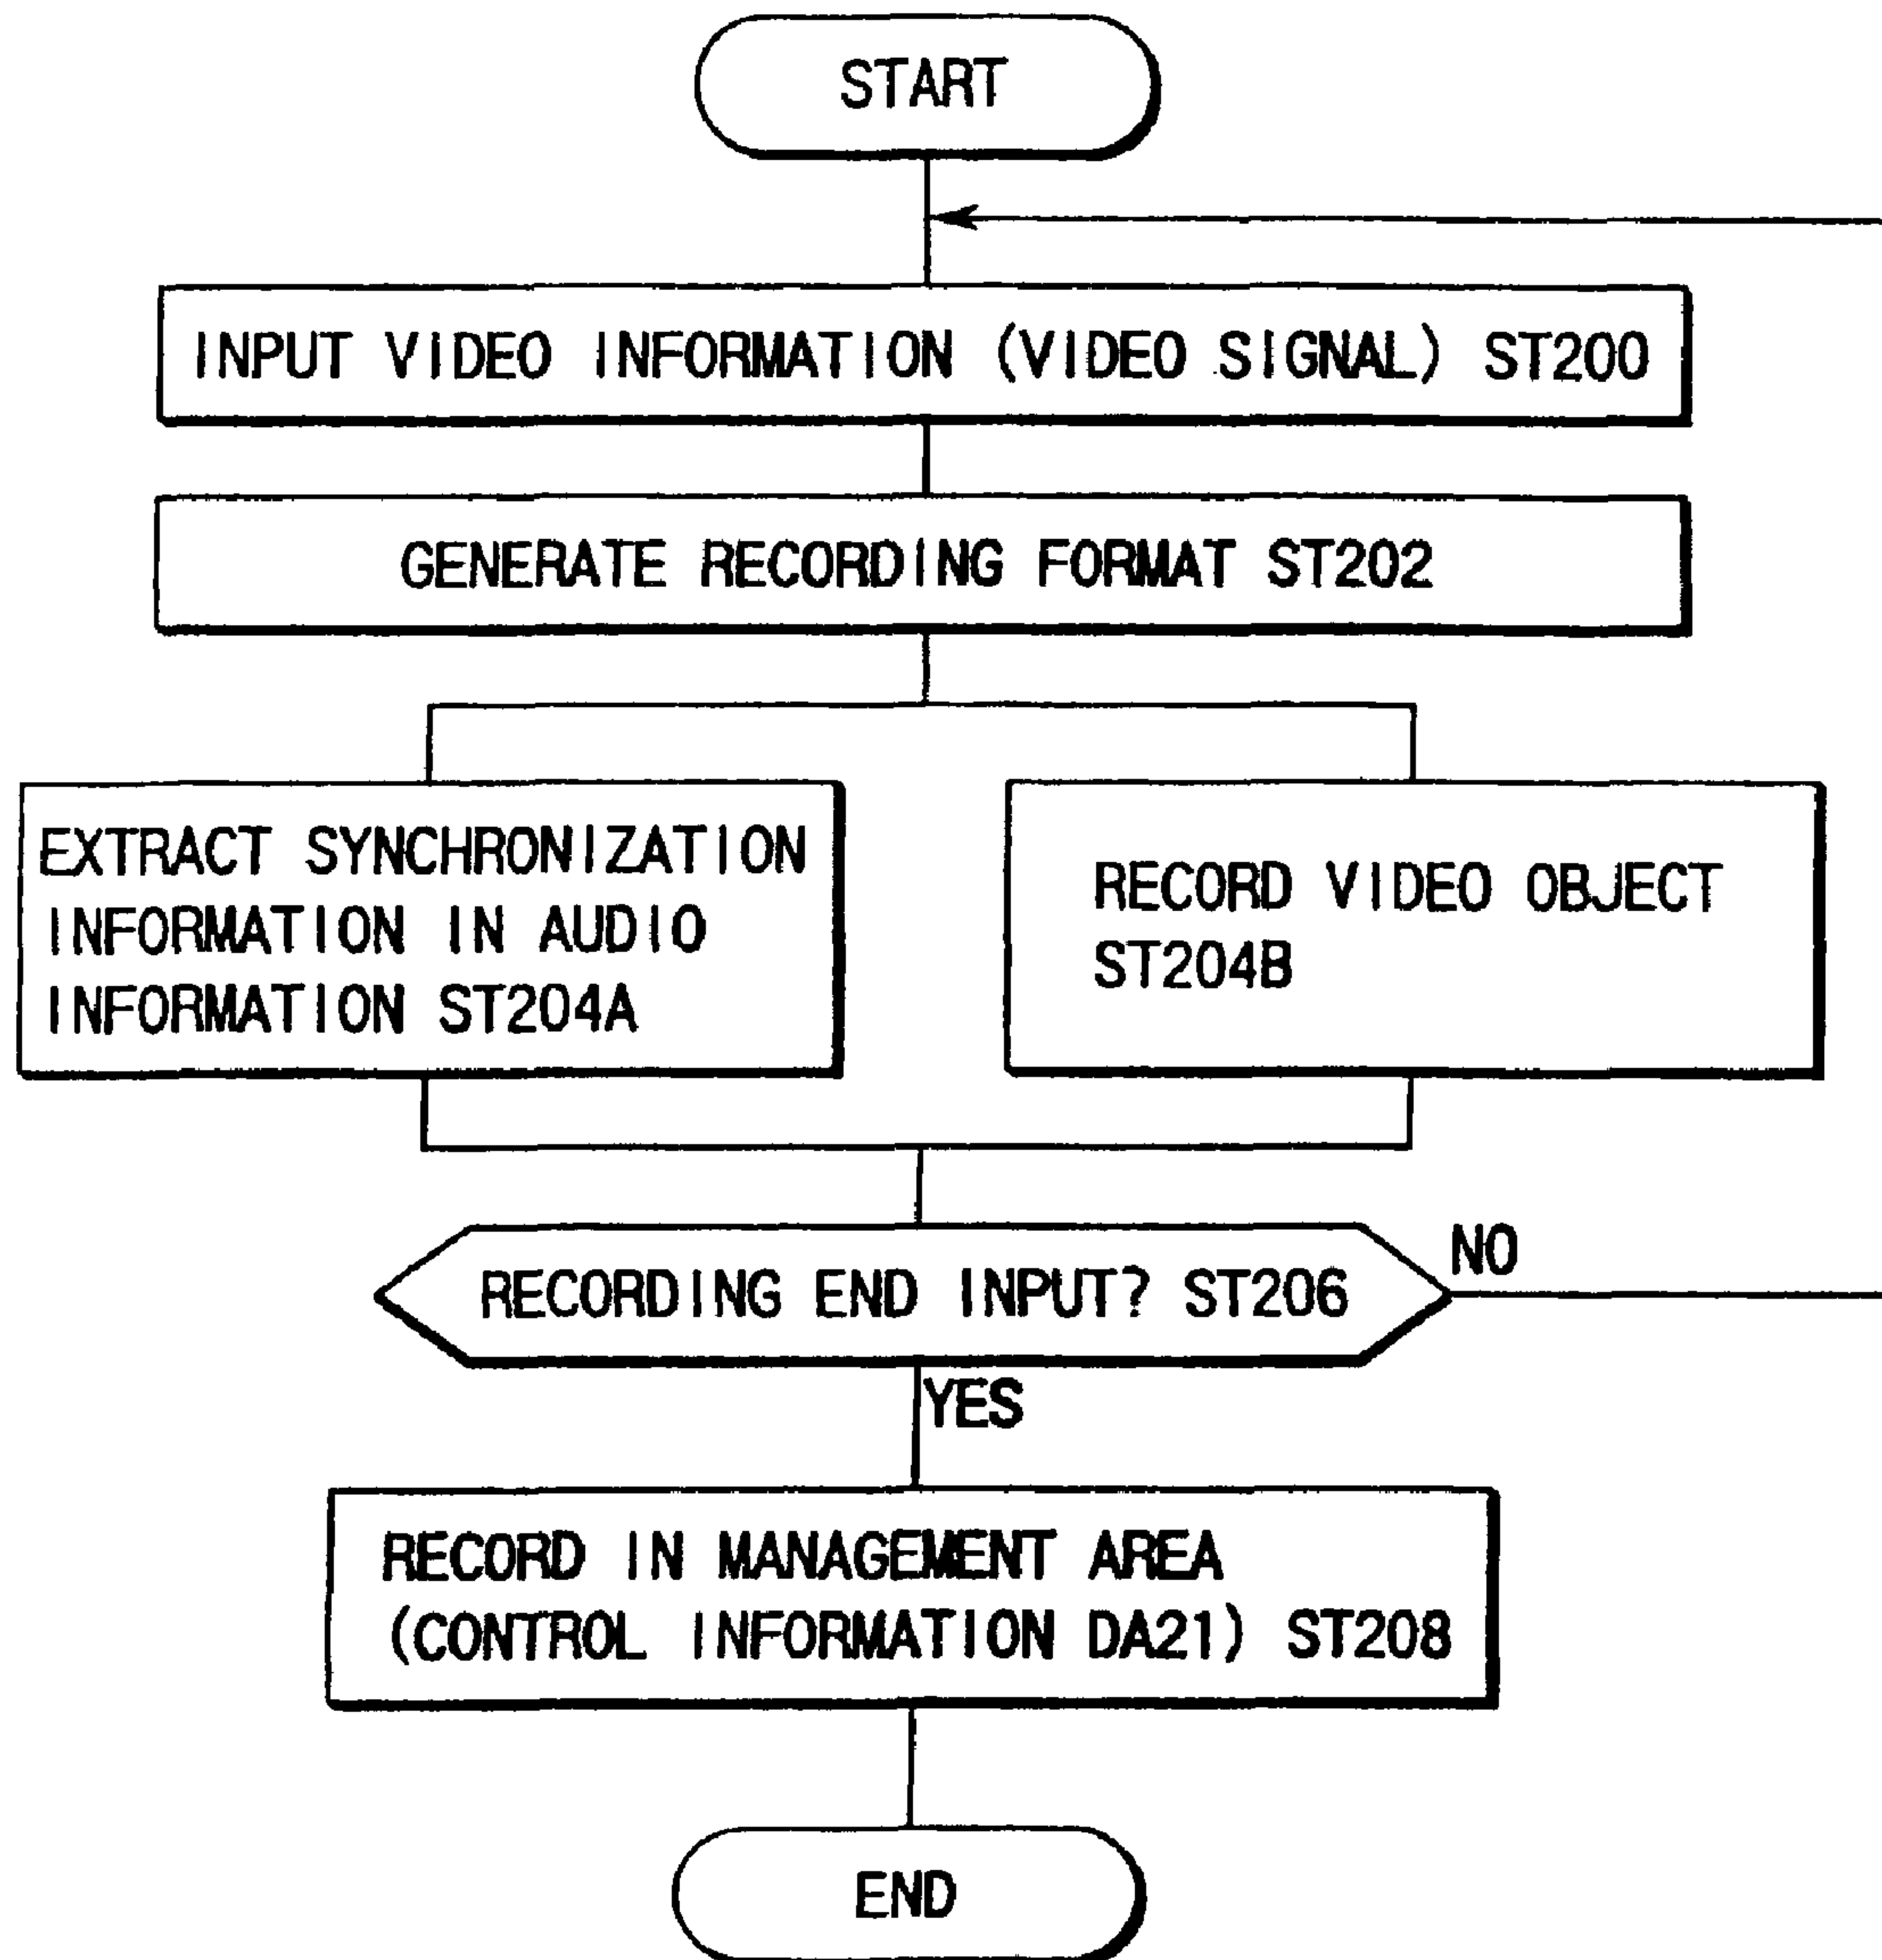 START
INPUT VIDEO INFORMATION (VIDEO SIGNAL) ST200
GENERATE RECORDING FORMAT ST202
EXTRACT SYNCHRONIZATION
INFORMATION IN AUDIO
INFORMATION ST204A
RECORD VIDEO OBJECT
ST204B
RECORDING END INPUT? ST206
NO
YES
RECORD IN MANAGEMENT AREA
(CONTROL INFORMATION DA21) ST208
END